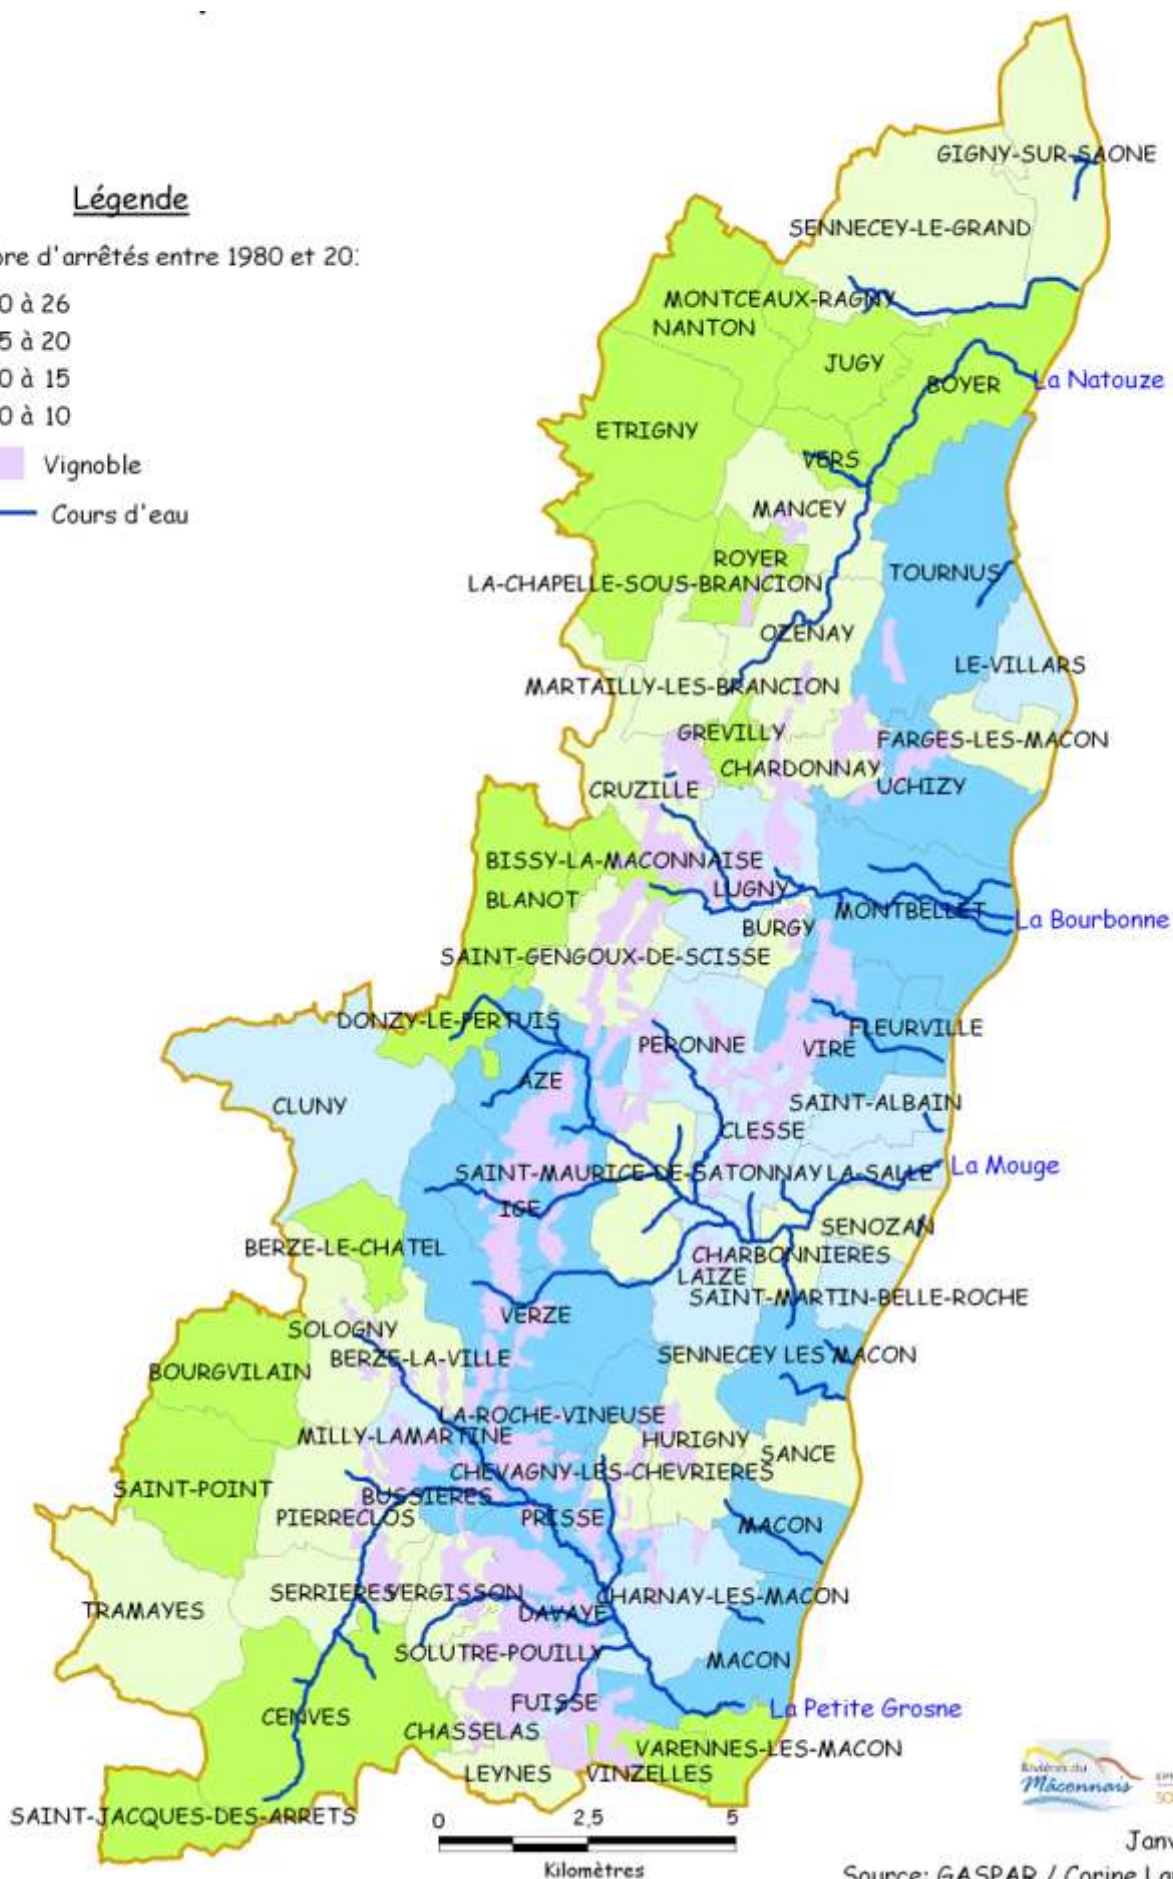 Légende
bre d'arrêtés entre 1980 et 20
0 à 26
5 à 20
0 à 15
0 à 10
Vignoble
Cours d'eau
GIGNY-SUR-SAONE
SENNECEY-LE-GRAND
MONTCEAUX-RAGNY
NANTON
JUGY
BOYER
La Natouze
ETRIGNY
VERS
MANCEY
ROYER
TOURNUS
LA-CHAPELLE-SOUS-BRANCION
OZENAY
LE-VILLARS
MARTAILLY-LES-BRANCION
GREVILLY
FARGES-LES-MACON
CHARDONNAY
UCHIZY
CRUZILLE
BISSY-LA-MACONNAISE
LUGNY
BLANOT
MONTBELLET
La Bourbonne
BURGY
SAINT-GENGOUX-DE-SCISSE
DONZY-LE-PERTUIS
FLEURVILLE
PERONNE
VIRE
AZE
CLUNY
SAINT-ALBAIN
CLESSE
SAINT-MAURICE-DE-SATONNAY
LA-SALLE
La Mouge
IGE
SENOZAN
BERZE-LE-CHATEL
CHARBONNIERES
LAIZE
SAINT-MARTIN-BELLE-ROCHE
VERZE
SOLOGNY
BERZE-LA-VILLE
SENNECEY LES MACON
BOURGVILAIN
LA-ROCHE-VINEUSE
MILLY-LAMARTINE
HURIGNY
SANCE
CHEVAGNY-LES-CHEVRIERES
SAINT-POINT
BUSSIERES
PIERRECLOS
PRISSE
MACON
SERRIERES
VERGISSON
CHARNAY-LES-MACON
TRAMAYES
DAVAYE
SOLUTRE-POUILLY
MACON
FUISSE
La Petite Grosne
CENVES
CHASSELAS
VARENNES-LES-MACON
LEYNES
VINZELLES
SAINT-JACQUES-DES-ARRETS
0 2,5 5
Kilomètres
Rivières du
Mâconnais
Janv
Source: GASPAR / Corine La